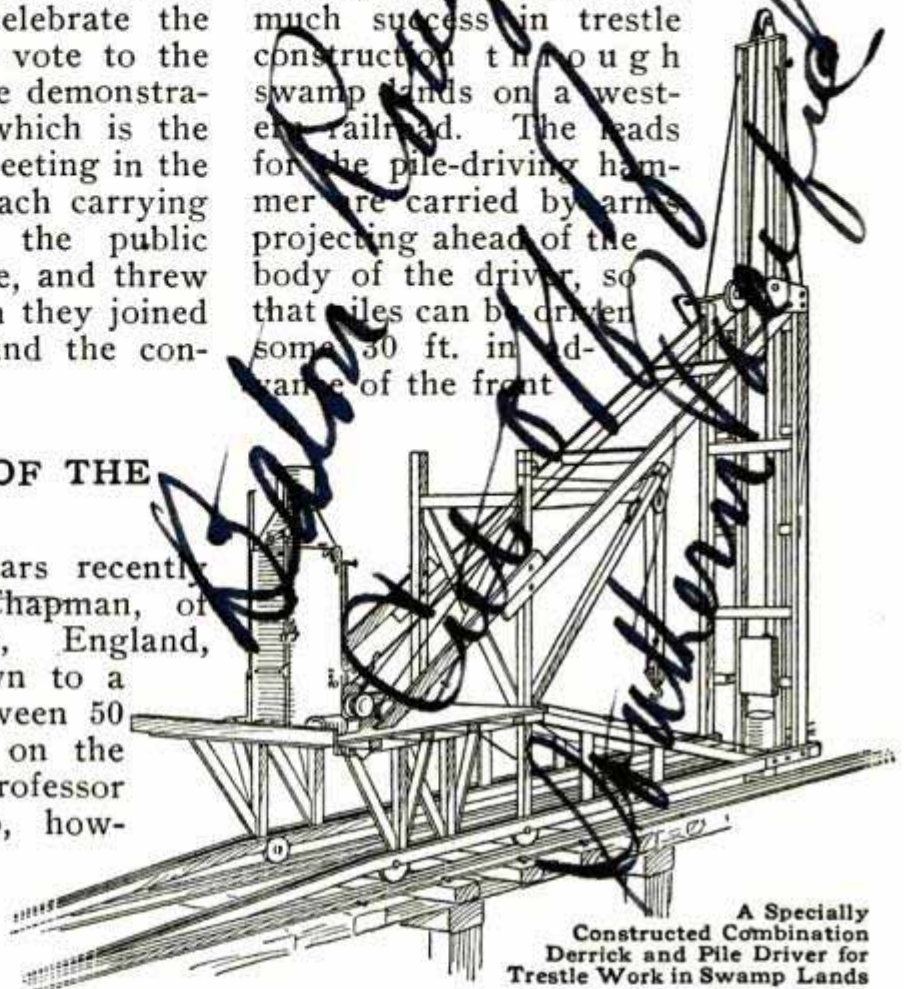 elebrate the
vote to the
e demonstra-
which is the
eeting in the
ach carrying
the public
e, and threw
n they joined
and the con-
OF THE
ars recently
Chapman, of
, England,
wn to a
ween 50
on the
rofessor
, how-
much success in trestle
construction through
swamp lands on a west-
ern railroad. The leads
for the pile-driving ham-
mer are carried by arms
projecting ahead of the
body of the driver, so
that piles can be driven
some 30 ft. in ad-
vance of the front
A Specially
Constructed Combination
Derrick and Pile Driver for
Trestle Work in Swamp Lands
Southern